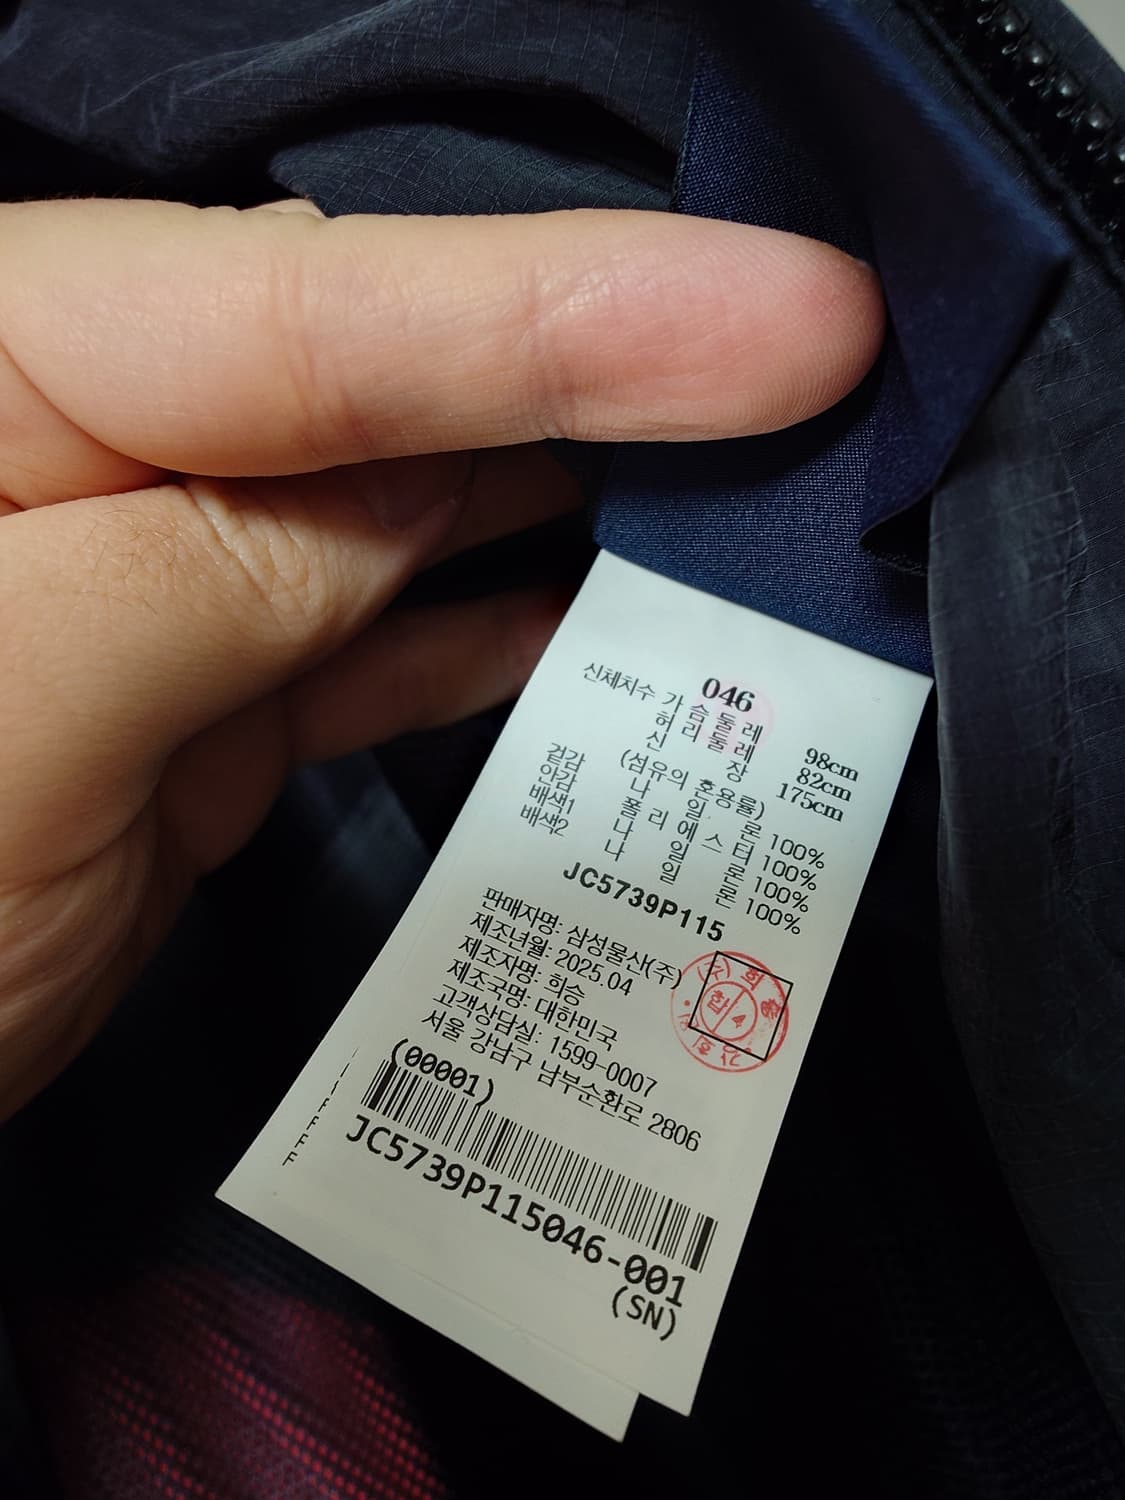 046
신체치수 가슴둘레 98cm
허리둘레 82cm
신장 175cm
(섬유의 혼용률)
겉감 나일론 100%
안감 폴리에스터 100%
배색1 나일론 100%
배색2 나일론 100%
JC5739P115
판매자명: 삼성물산(주)
제조년월: 2025.04
제조자명: 희승
제조국명: 대한민국
고객상담실: 1599-0007
서울 강남구 남부순환로 2806
(00001)
JC5739P115046-001
(SN)